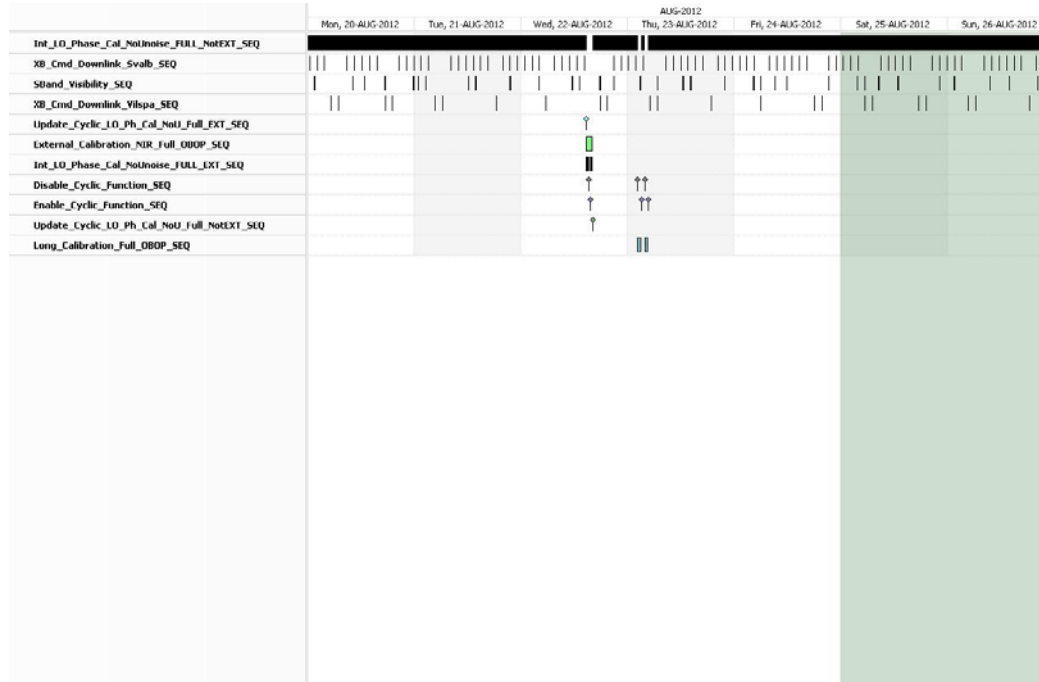 AUG-2012
Mon, 20-AUG-2012 Tue, 21-AUG-2012 Wed, 22-AUG-2012 Thu, 23-AUG-2012 Fri, 24-AUG-2012 Sat, 25-AUG-2012 Sun, 26-AUG-2012
Int_LO_Phase_Cal_NoUnoise_FULL_NotEXT_SEQ
XB_Cmd_Downlink_Svalb_SEQ
SBand_Visibility_SEQ
XB_Cmd_Downlink_Vilspa_SEQ
Update_Cyclic_LO_Ph_Cal_NoU_Full_EXT_SEQ
External_Calibration_NIR_Full_OBOP_SEQ
Int_LO_Phase_Cal_NoUnoise_FULL_EXT_SEQ
Disable_Cyclic_Function_SEQ
Enable_Cyclic_Function_SEQ
Update_Cyclic_LO_Ph_Cal_NoU_Full_NotEXT_SEQ
Long_Calibration_Full_OBOP_SEQ